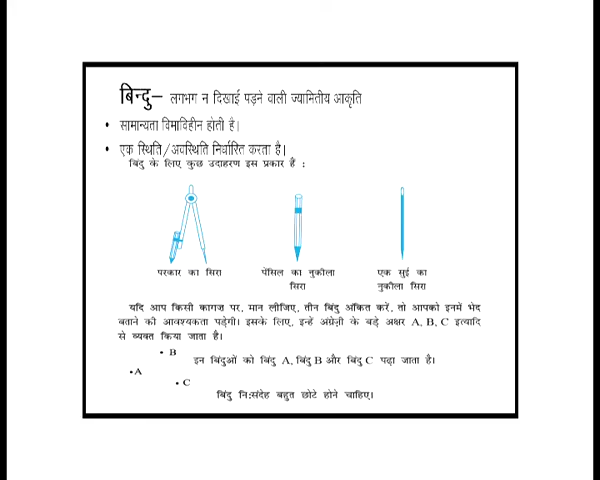 बिन्दु– लगभग न दिखाई पड़ने वाली ज्यामितीय आकृति
• सामान्यता विमाविहीन होती है।
• एक स्थिति/अवस्थिति निर्धारित करता है।
बिंदु के लिए कुछ उदाहरण इस प्रकार हैं :
परकार का सिरा
पेंसिल का नुकीला
सिरा
एक सुई का
नुकीला सिरा
यदि आप किसी कागज़ पर, मान लीजिए, तीन बिंदु अंकित करें, तो आपको इनमें भेद
बताने की आवश्यकता पड़ेगी। इसके लिए, इन्हें अंग्रेज़ी के बड़े अक्षर A, B, C इत्यादि
से व्यक्त किया जाता है।
• B
इन बिंदुओं को बिंदु A, बिंदु B और बिंदु C पढ़ा जाता है।
•A
• C
बिंदु नि:संदेह बहुत छोटे होने चाहिए।